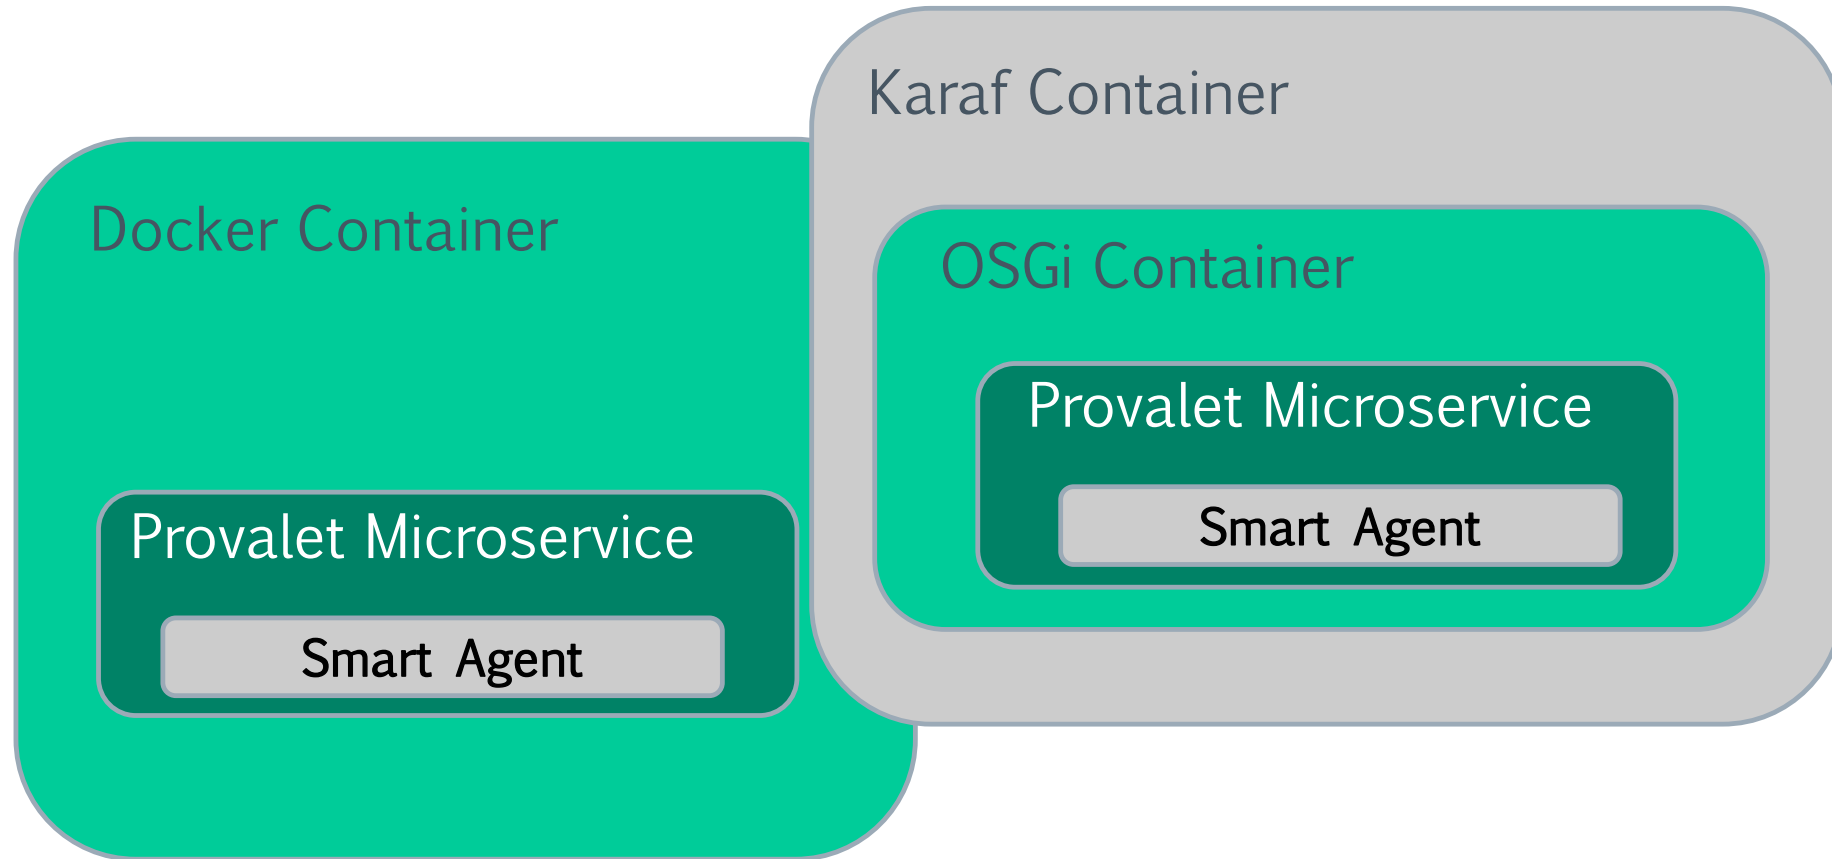 Karaf Container
Docker Container
OSGi Container
Provalet Microservice
Smart Agent
Provalet Microservice
Smart Agent